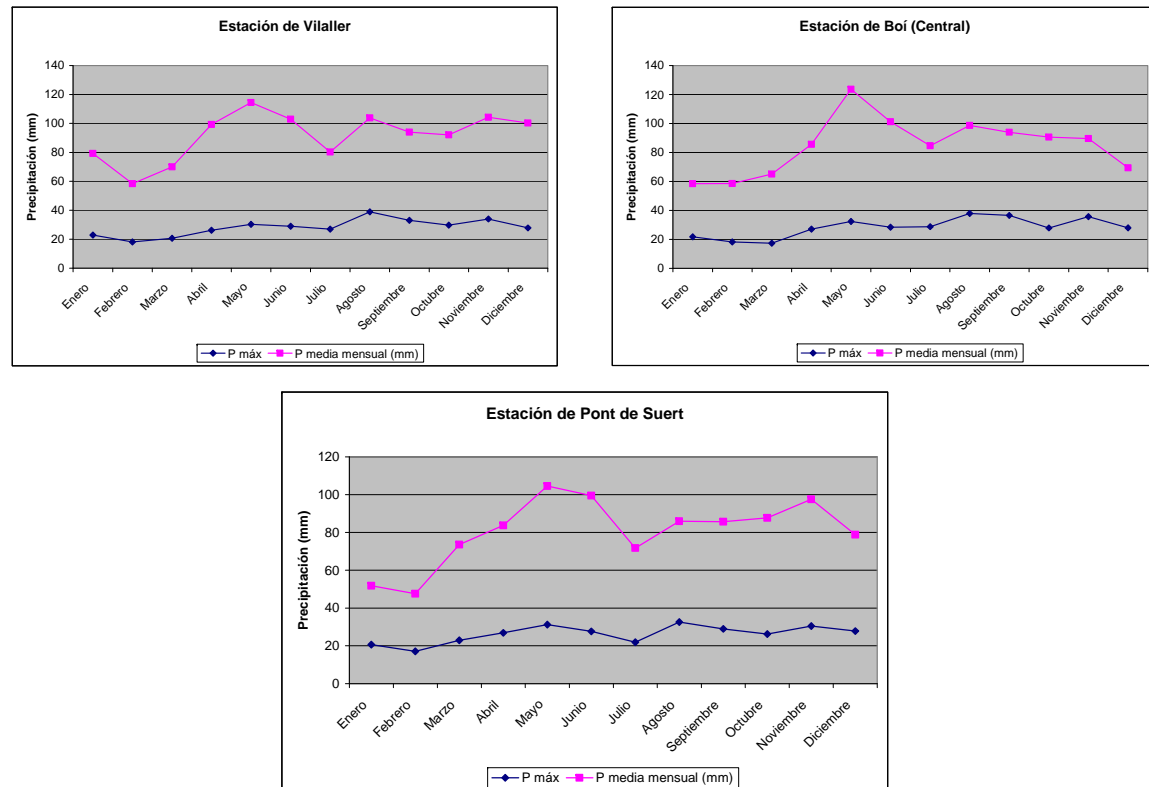 Estación de Vilaller
Precipitación (mm)
140
120
100
80
60
40
20
0
Enero
Febrero
Marzo
Abril
Mayo
Junio
Julio
Agosto
Septiembre
Octubre
Noviembre
Diciembre
P máx P media mensual (mm)
Estación de Boí (Central)
Precipitación (mm)
140
120
100
80
60
40
20
0
Enero
Febrero
Marzo
Abril
Mayo
Junio
Julio
Agosto
Septiembre
Octubre
Noviembre
Diciembre
P máx P media mensual (mm)
Estación de Pont de Suert
Precipitación (mm)
120
100
80
60
40
20
0
Enero
Febrero
Marzo
Abril
Mayo
Junio
Julio
Agosto
Septiembre
Octubre
Noviembre
Diciembre
P máx P media mensual (mm)